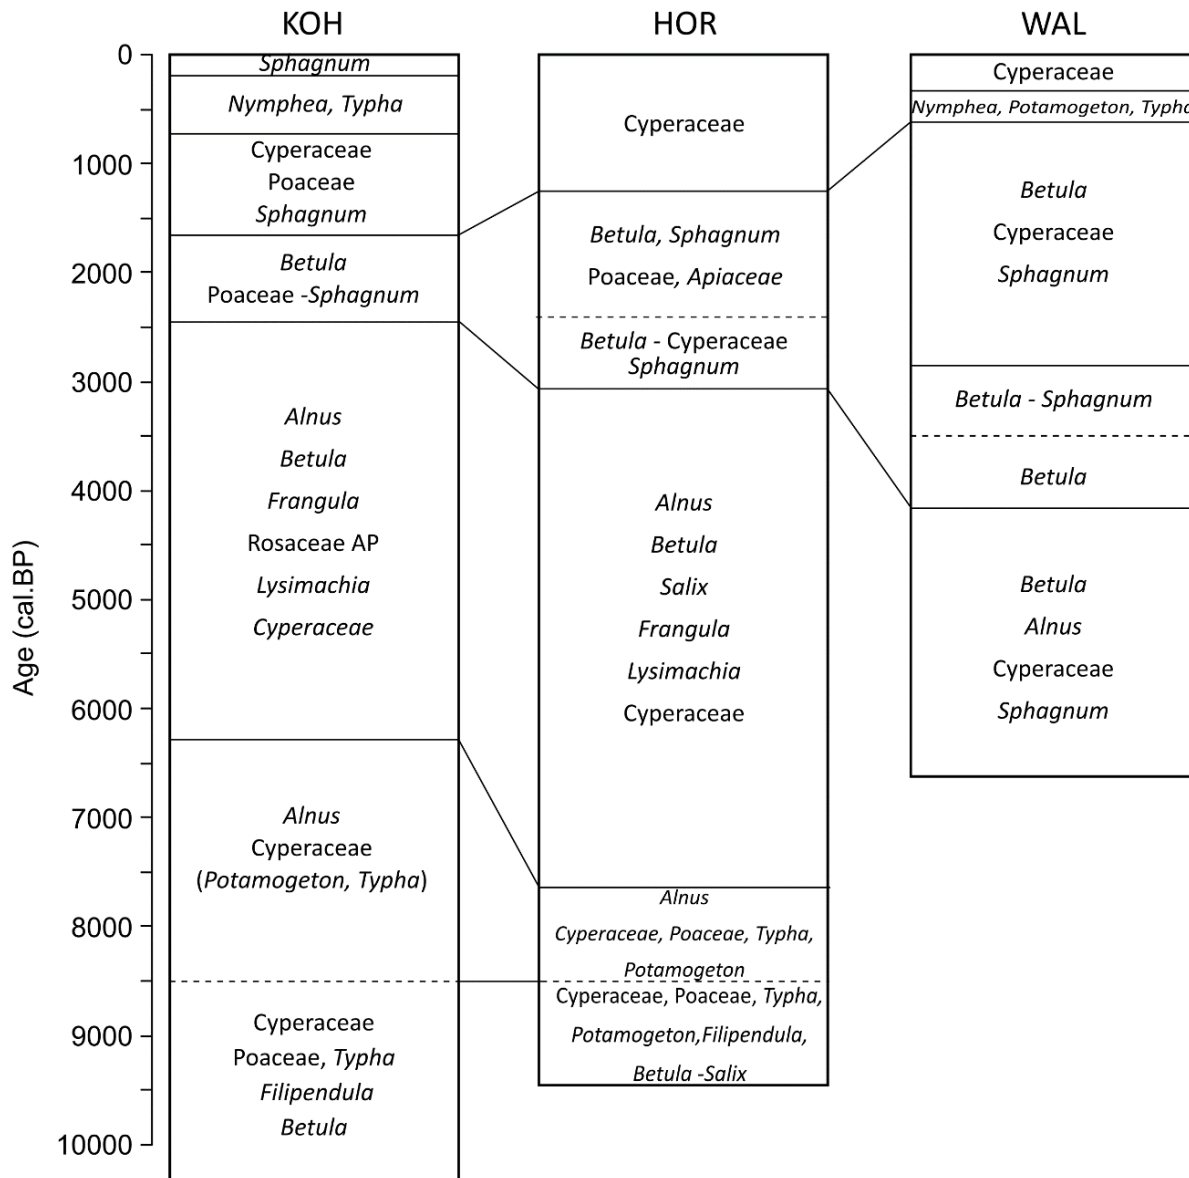 KOH
HOR
WAL
Age (cal.BP)
0
1000
2000
3000
4000
5000
6000
7000
8000
9000
10000
Sphagnum
Nymphea, Typha
Cyperaceae
Poaceae
Sphagnum
Betula
Poaceae -Sphagnum
Alnus
Betula
Frangula
Rosaceae AP
Lysimachia
Cyperaceae
Alnus
Cyperaceae
(Potamogeton, Typha)
Cyperaceae
Poaceae, Typha
Filipendula
Betula
Cyperaceae
Betula, Sphagnum
Poaceae, Apiaceae
Betula - Cyperaceae
Sphagnum
Alnus
Betula
Salix
Frangula
Lysimachia
Cyperaceae
Alnus
Cyperaceae, Poaceae, Typha,
Potamogeton
Cyperaceae, Poaceae, Typha,
Potamogeton,Filipendula,
Betula -Salix
Cyperaceae
Nymphea, Potamogeton, Typha
Betula
Cyperaceae
Sphagnum
Betula - Sphagnum
Betula
Betula
Alnus
Cyperaceae
Sphagnum